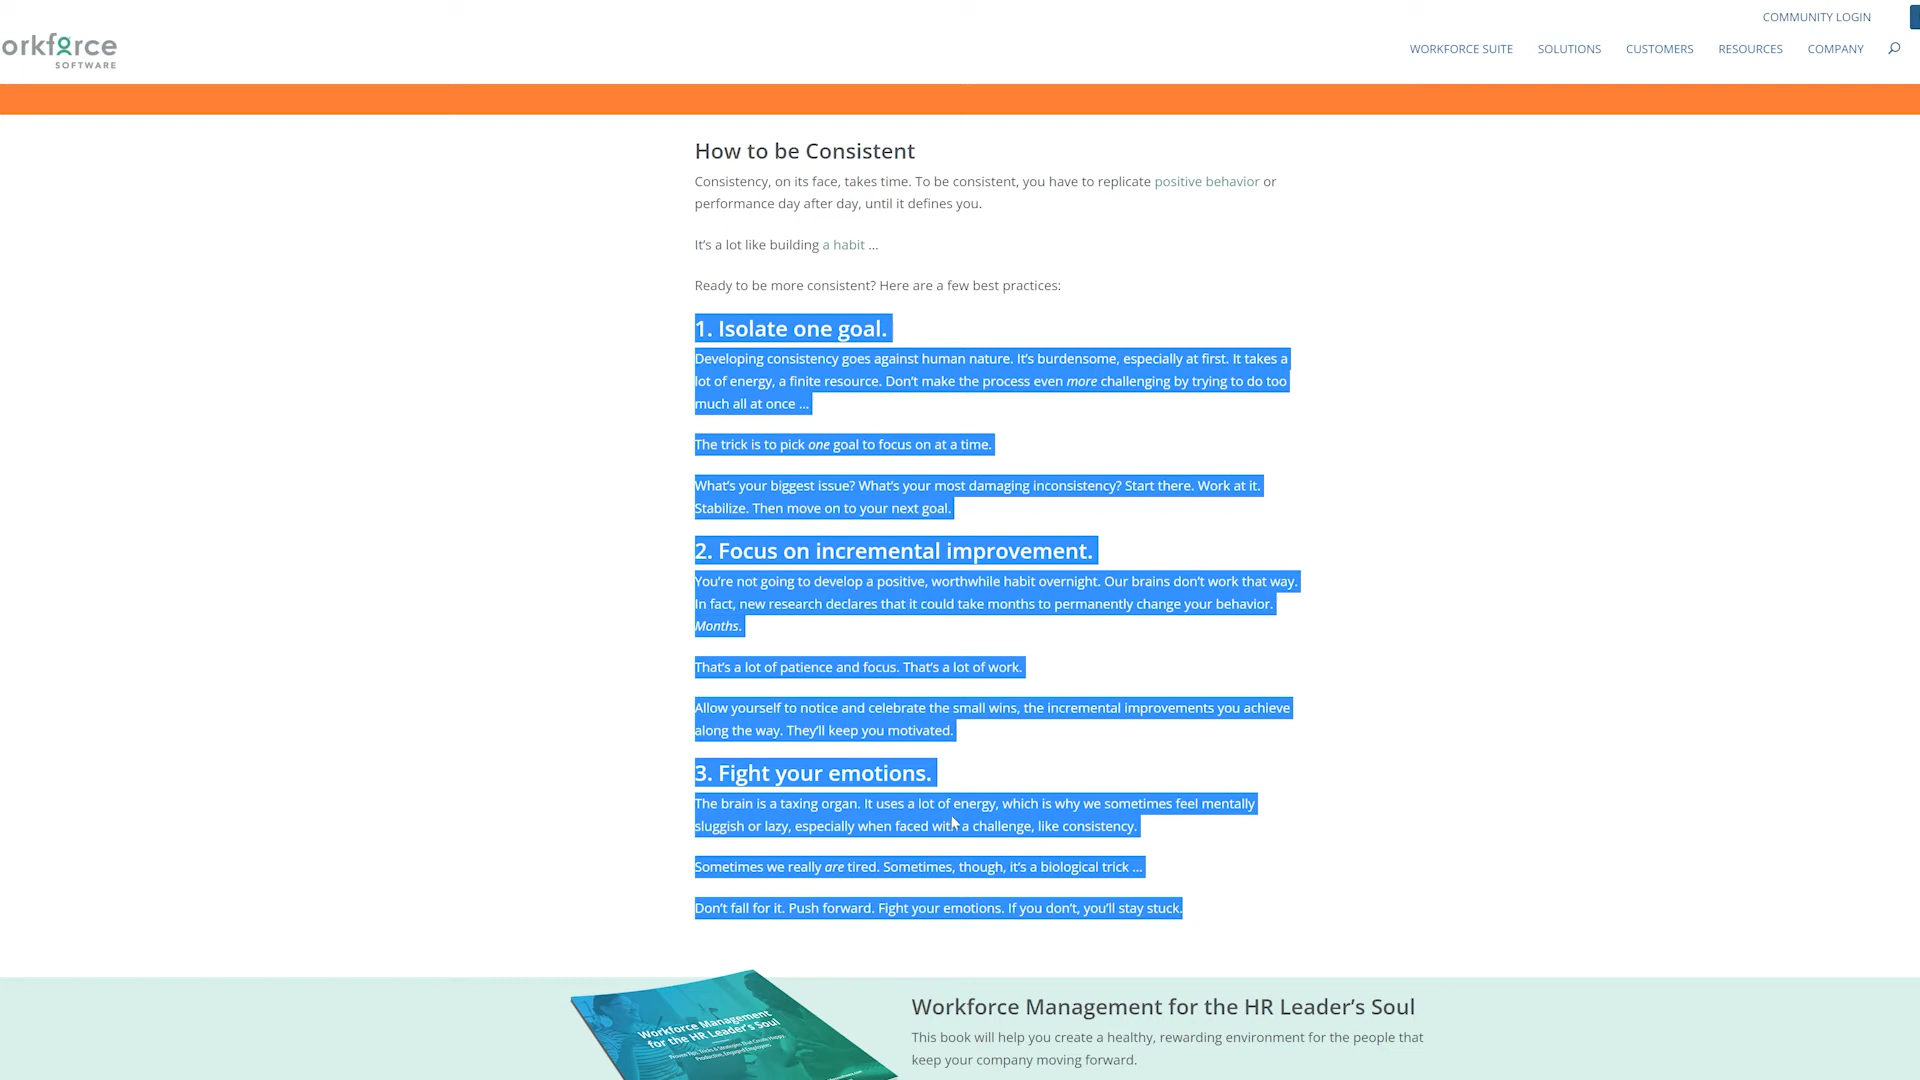 COMMUNITY LOGIN
orkforce
SOFTWARE
WORKFORCE SUITE SOLUTIONS CUSTOMERS RESOURCES COMPANY
How to be Consistent
Consistency, on its face, takes time. To be consistent, you have to replicate positive behavior or
performance day after day, until it defines you.
It’s a lot like building a habit ...
Ready to be more consistent? Here are a few best practices:
1. Isolate one goal.
Developing consistency goes against human nature. It’s burdensome, especially at first. It takes a
lot of energy, a finite resource. Don’t make the process even more challenging by trying to do too
much all at once ...
The trick is to pick one goal to focus on at a time.
What’s your biggest issue? What’s your most damaging inconsistency? Start there. Work at it.
Stabilize. Then move on to your next goal.
2. Focus on incremental improvement.
You’re not going to develop a positive, worthwhile habit overnight. Our brains don’t work that way.
In fact, new research declares that it could take months to permanently change your behavior.
Months.
That’s a lot of patience and focus. That’s a lot of work.
Allow yourself to notice and celebrate the small wins, the incremental improvements you achieve
along the way. They’ll keep you motivated.
3. Fight your emotions.
The brain is a taxing organ. It uses a lot of energy, which is why we sometimes feel mentally
sluggish or lazy, especially when faced with a challenge, like consistency.
Sometimes we really are tired. Sometimes, though, it’s a biological trick ...
Don’t fall for it. Push forward. Fight your emotions. If you don’t, you’ll stay stuck.
Workforce Management
for the HR Leader’s Soul
Proven Tips, Tricks & Strategies That Create Happy,
Productive, Engaged Employees
Workforce Management for the HR Leader’s Soul
This book will help you create a healthy, rewarding environment for the people that
keep your company moving forward.